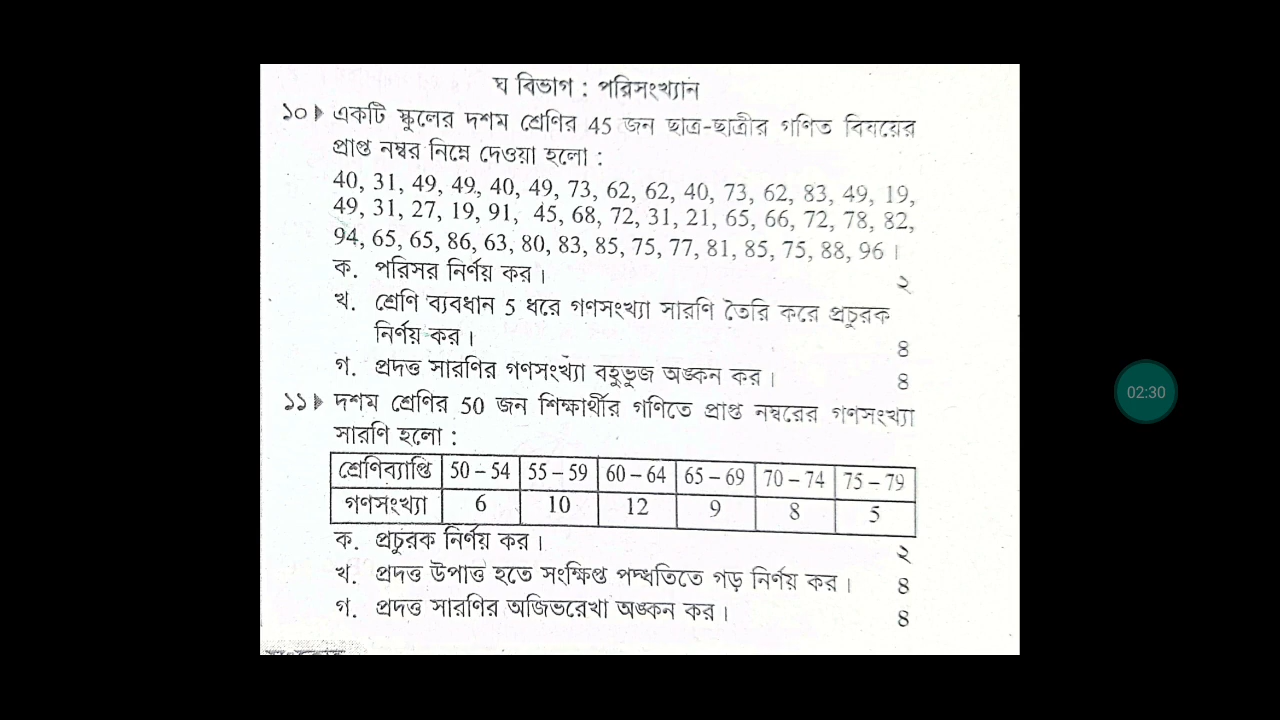 ঘ বিভাগ : পরিসংখ্যান
১০ ▶ একটি স্কুলের দশম শ্রেণির 45 জন ছাত্র-ছাত্রীর গণিত বিষয়ের
প্রাপ্ত নম্বর নিম্নে দেওয়া হলো :
40, 31, 49, 49, 40, 49, 73, 62, 62, 40, 73, 62, 83, 49, 19,
49, 31, 27, 19, 91, 45, 68, 72, 31, 21, 65, 66, 72, 78, 82,
94, 65, 65, 86, 63, 80, 83, 85, 75, 77, 81, 85, 75, 88, 96 ।
ক. পরিসর নির্ণয় কর। ২
খ. শ্রেণি ব্যবধান 5 ধরে গণসংখ্যা সারণি তৈরি করে প্রচুরক
নির্ণয় কর। ৪
গ. প্রদত্ত সারণির গণসংখ্যা বহুভুজ অঙ্কন কর। ৪
১১ ▶ দশম শ্রেণির 50 জন শিক্ষার্থীর গণিতে প্রাপ্ত নম্বরের গণসংখ্যা
সারণি হলো :
শ্রেণিব্যাপ্তি 50 – 54 55 – 59 60 – 64 65 – 69 70 – 74 75 – 79
গণসংখ্যা 6 10 12 9 8 5
ক. প্রচুরক নির্ণয় কর। ২
খ. প্রদত্ত উপাত্ত হতে সংক্ষিপ্ত পদ্ধতিতে গড় নির্ণয় কর। ৪
গ. প্রদত্ত সারণির অজিভরেখা অঙ্কন কর। ৪
02:30